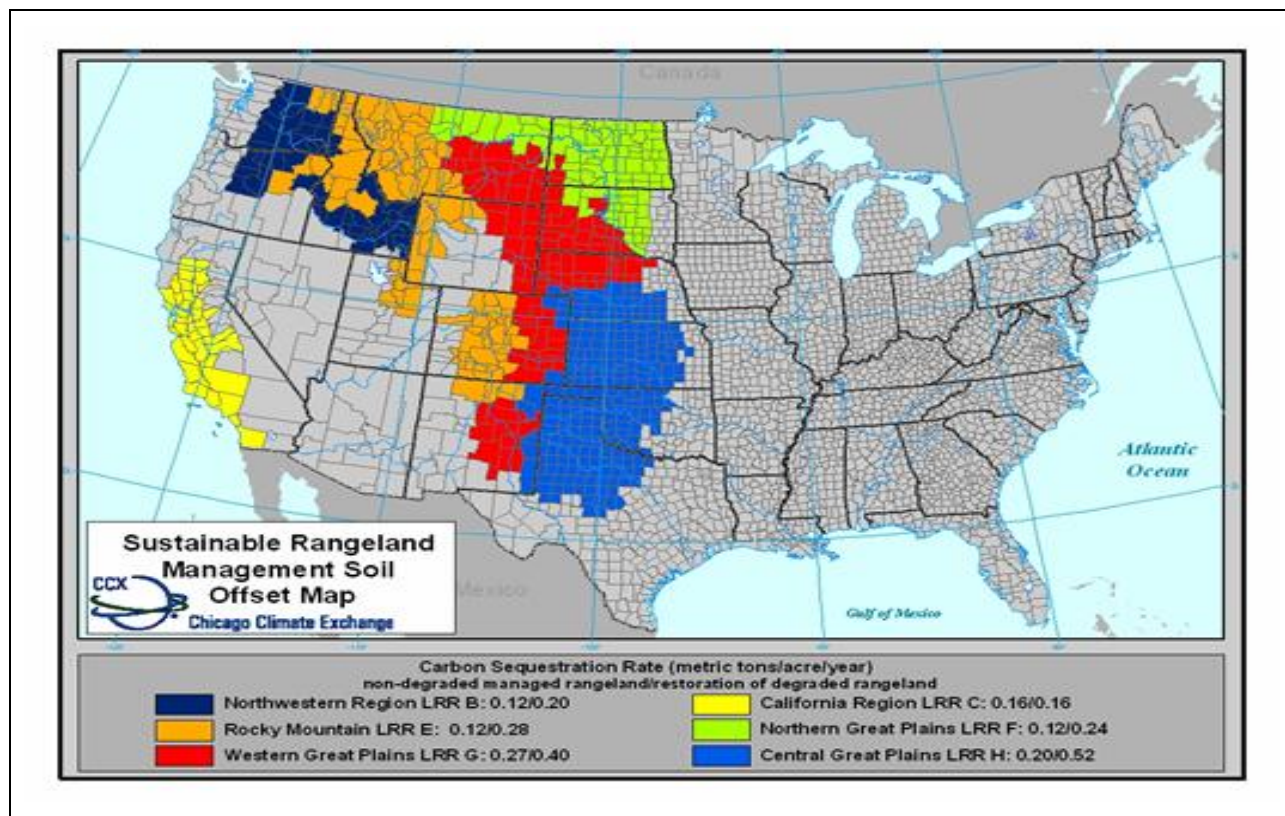 Canada
Atlantic
Ocean
Gulf of Mexico
Mexico
Sustainable Rangeland
Management Soil
Offset Map
CCX
Chicago Climate Exchange
Carbon Sequestration Rate (metric tons/acre/year)
non-degraded managed rangeland/restoration of degraded rangeland
Northwestern Region LRR B: 0.12/0.20
California Region LRR C: 0.16/0.16
Rocky Mountain LRR E: 0.12/0.28
Northern Great Plains LRR F: 0.12/0.24
Western Great Plains LRR G: 0.27/0.40
Central Great Plains LRR H: 0.20/0.52